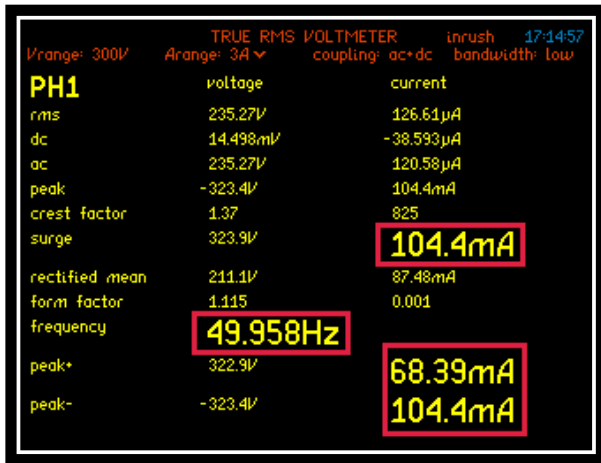 TRUE RMS VOLTMETER inrush 17:14:57
Vrange: 300V Arange: 3A coupling: ac+dc bandwidth: low
PH1 voltage current
rms 235.27V 126.61µA
dc 14.498mV -38.593µA
ac 235.27V 120.58µA
peak -323.4V 104.4mA
crest factor 1.37 825
surge 323.9V 104.4mA
rectified mean 211.1V 87.48mA
form factor 1.115 0.001
frequency 49.958Hz
peak+ 322.9V 68.39mA
peak- -323.4V 104.4mA